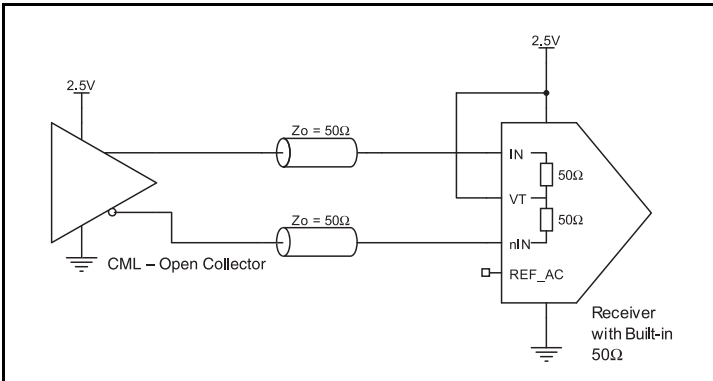 2.5V
2.5V
Zo = 50Ω
IN
50Ω
VT
50Ω
Zo = 50Ω
nIN
CML – Open Collector
REF_AC
Receiver
with Built-in
50Ω